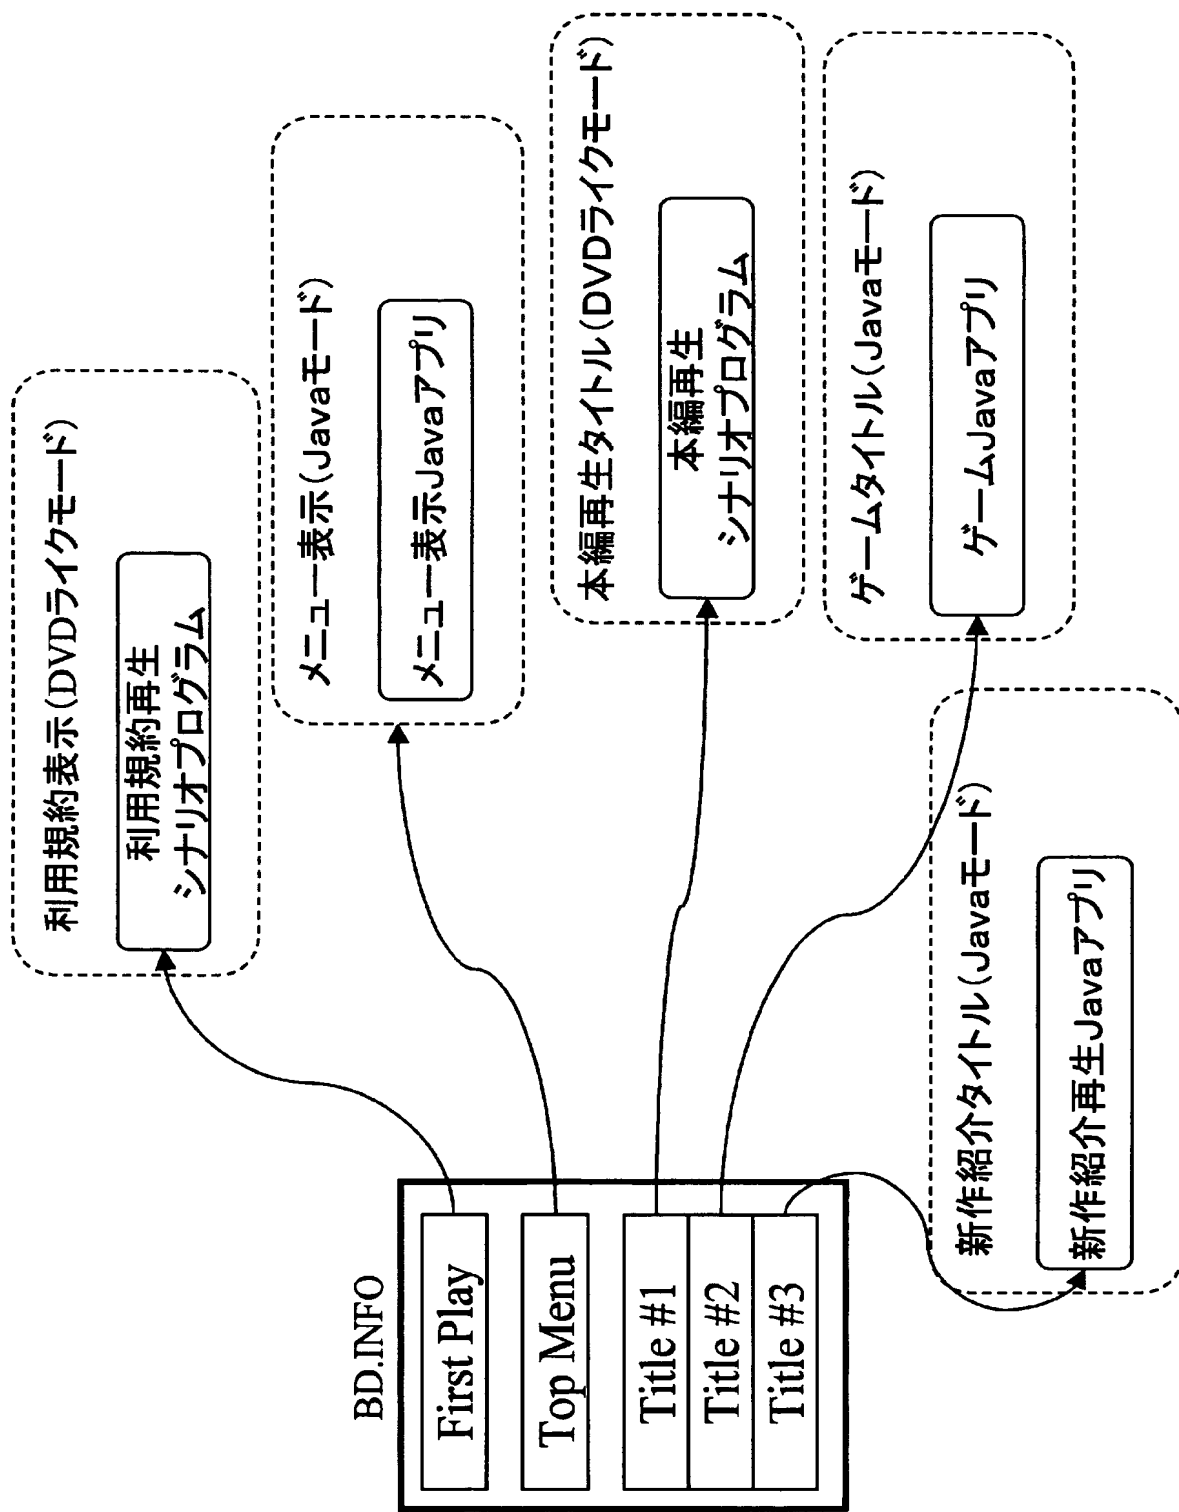 BD.INFO
First Play
Top Menu
Title #1
Title #2
Title #3
利用規約表示(DVDライクモード)
利用規約再生
シナリオプログラム
メニュー表示(Javaモード)
メニュー表示Javaアプリ
本編再生タイトル(DVDライクモード)
本編再生
シナリオプログラム
ゲームタイトル(Javaモード)
ゲームJavaアプリ
新作紹介タイトル(Javaモード)
新作紹介再生Javaアプリ